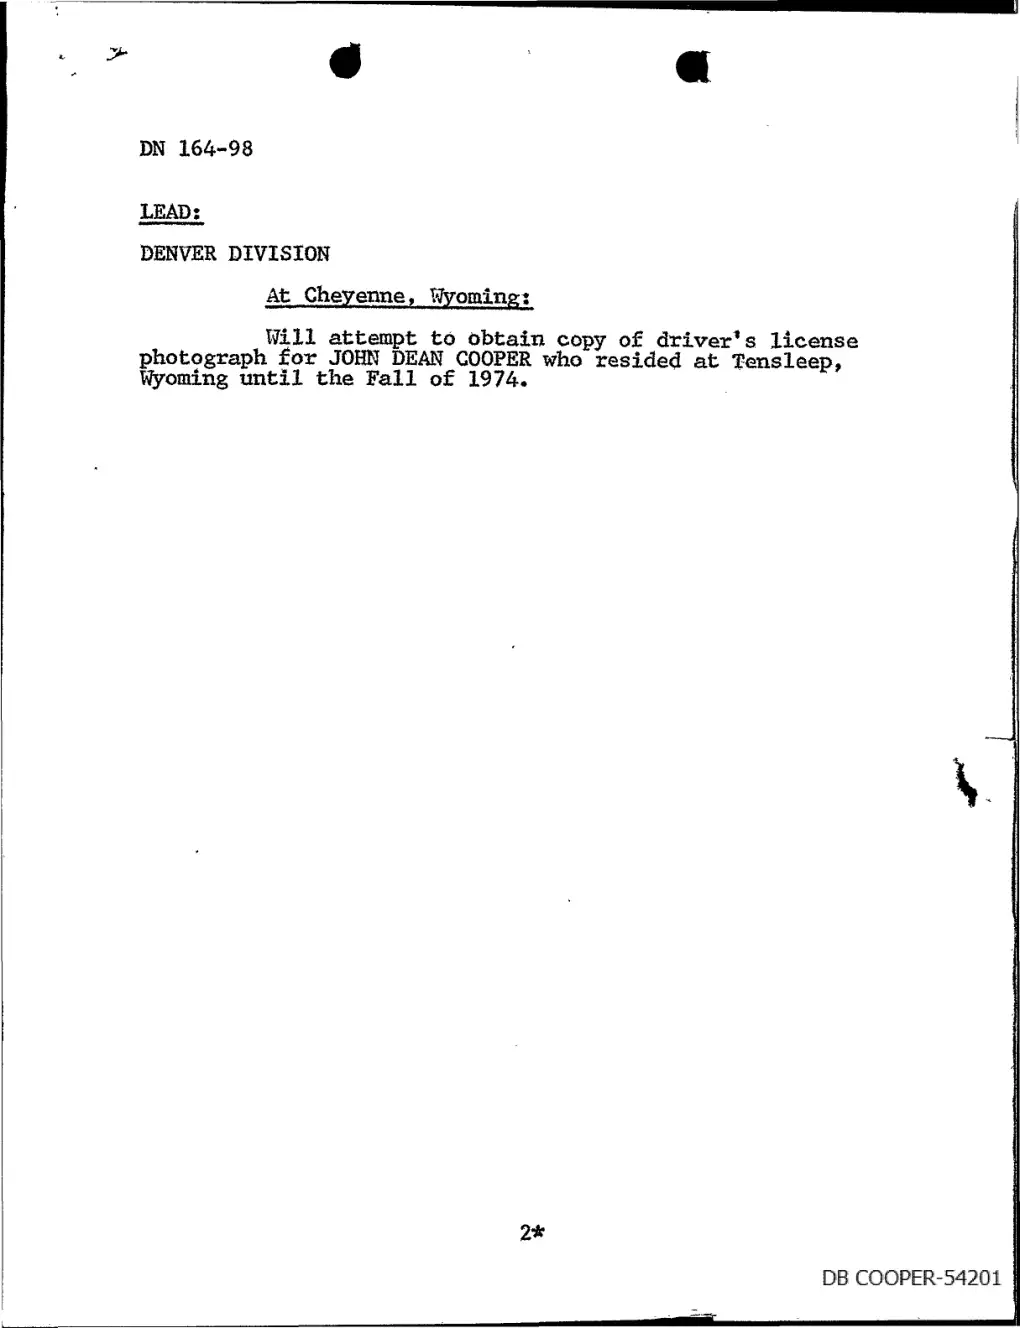 DN 164-98
LEAD:
DENVER DIVISION
At Cheyenne, Wyoming:
Will attempt to obtain copy of driver's license
photograph for JOHN DEAN COOPER who resided at Tensleep,
Wyoming until the Fall of 1974.
2*
DB COOPER-54201